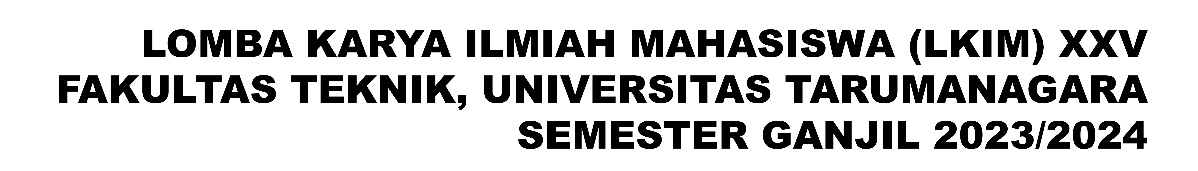 LOMBA KARYA ILMIAH MAHASISWA (LKIM) XXV
FAKULTAS TEKNIK, UNIVERSITAS TARUMANAGARA
SEMESTER GANJIL 2023/2024